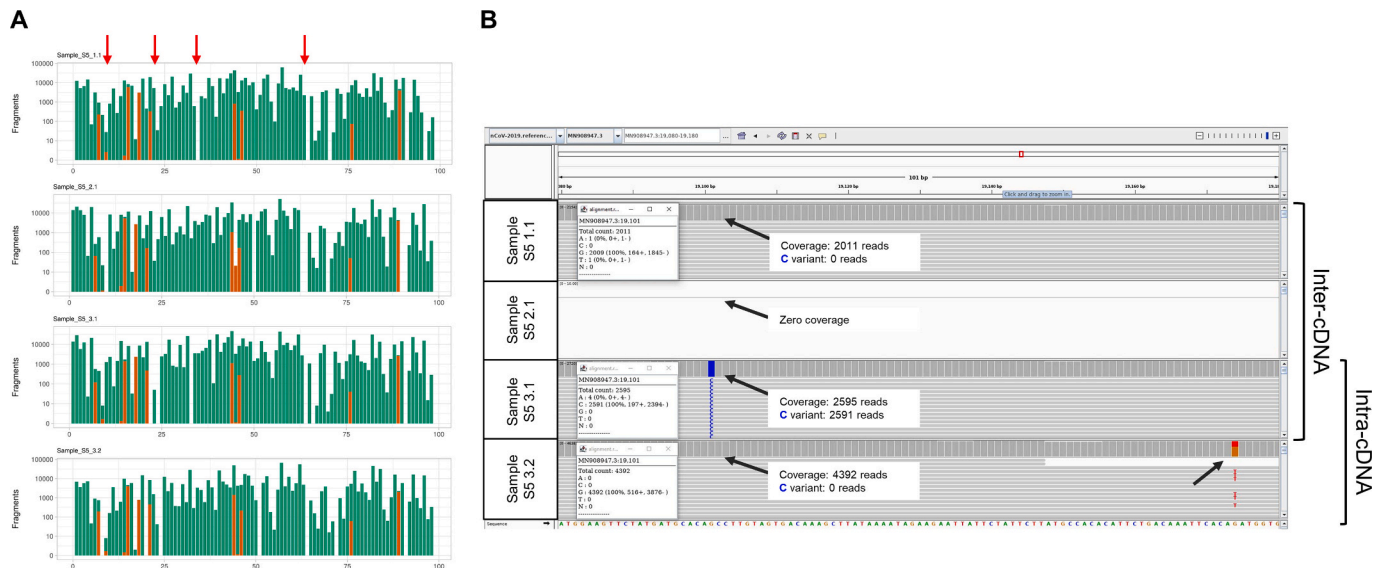 A
B
Sample_S5_1.1
Fragments
100000
10000
1000
100
10
0
0 25 50 75 100
Sample_S5_2.1
Fragments
10000
1000
100
10
0
0 25 50 75 100
Sample_S5_3.1
Fragments
10000
1000
100
10
0
0 25 50 75 100
Sample_S5_3.2
Fragments
100000
10000
1000
100
10
0
0 25 50 75 100
nCoV-2019.referenc... MN908947.3 MN908947.3:19,080-19,180 ...
101 bp
19,100 bp 19,120 bp 19,140 bp 19,160 bp
Click and drag to zoom in.
Sample
S5 1.1
MN908947.3:19.101
Total count: 2011
A : 1 (0%, 0+, 1- )
C : 0
G : 2009 (100%, 164+, 1845- )
T : 1 (0%, 0+, 1- )
N : 0
---------------
Coverage: 2011 reads
C variant: 0 reads
Sample
S5 2.1
Zero coverage
Sample
S5 3.1
MN908947.3:19.101
Total count: 2595
A : 4 (0%, 0+, 4- )
C : 2591 (100%, 197+, 2394- )
G : 0
T : 0
N : 0
---------------
Coverage: 2595 reads
C variant: 2591 reads
Sample
S5 3.2
MN908947.3:19.101
Total count: 4392
A : 0
C : 0
G : 4392 (100%, 516+, 3876- )
T : 0
N : 0
---------------
Coverage: 4392 reads
C variant: 0 reads
Inter-cDNA
Intra-cDNA
Sequence